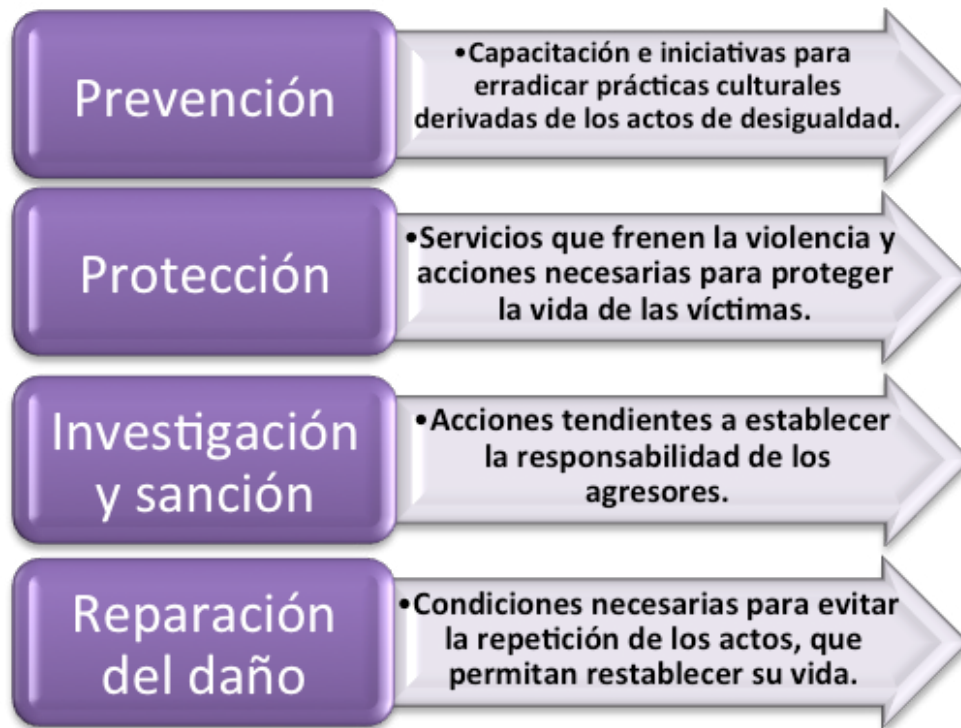 Prevención
•Capacitación e iniciativas para
erradicar prácticas culturales
derivadas de los actos de desigualdad.
Protección
•Servicios que frenen la violencia y
acciones necesarias para proteger
la vida de las víctimas.
Investigación
y sanción
•Acciones tendientes a establecer
la responsabilidad de los
agresores.
Reparación
del daño
•Condiciones necesarias para evitar
la repetición de los actos, que
permitan restablecer su vida.